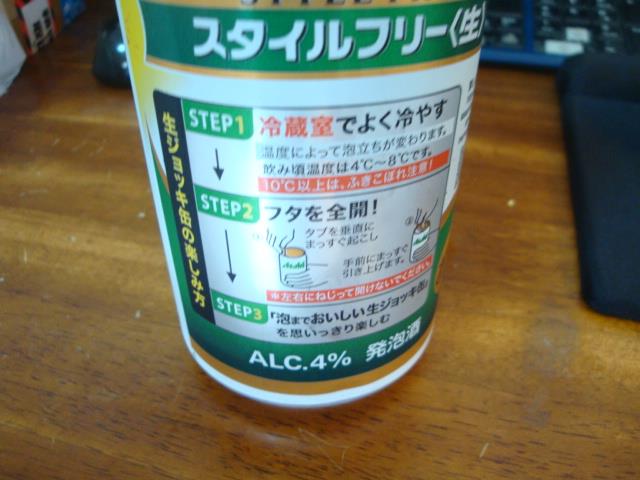 スタイルフリー〈生〉
生ジョッキ缶の楽しみ方
STEP1 冷蔵室でよく冷やす
温度によって泡立ちが変わります。
飲み頃温度は4℃～8℃です。
10℃以上は、ふきこぼれ注意!
STEP2 フタを全開!
① タブを垂直に
まっすぐ起こし
Asahi
②
手前にまっすぐ
引き上げます。
Asahi
※左右にねじって開けないでください。
STEP3 「泡までおいしい生ジョッキ缶」
を思いっきり楽しむ
ALC.4% 発泡酒